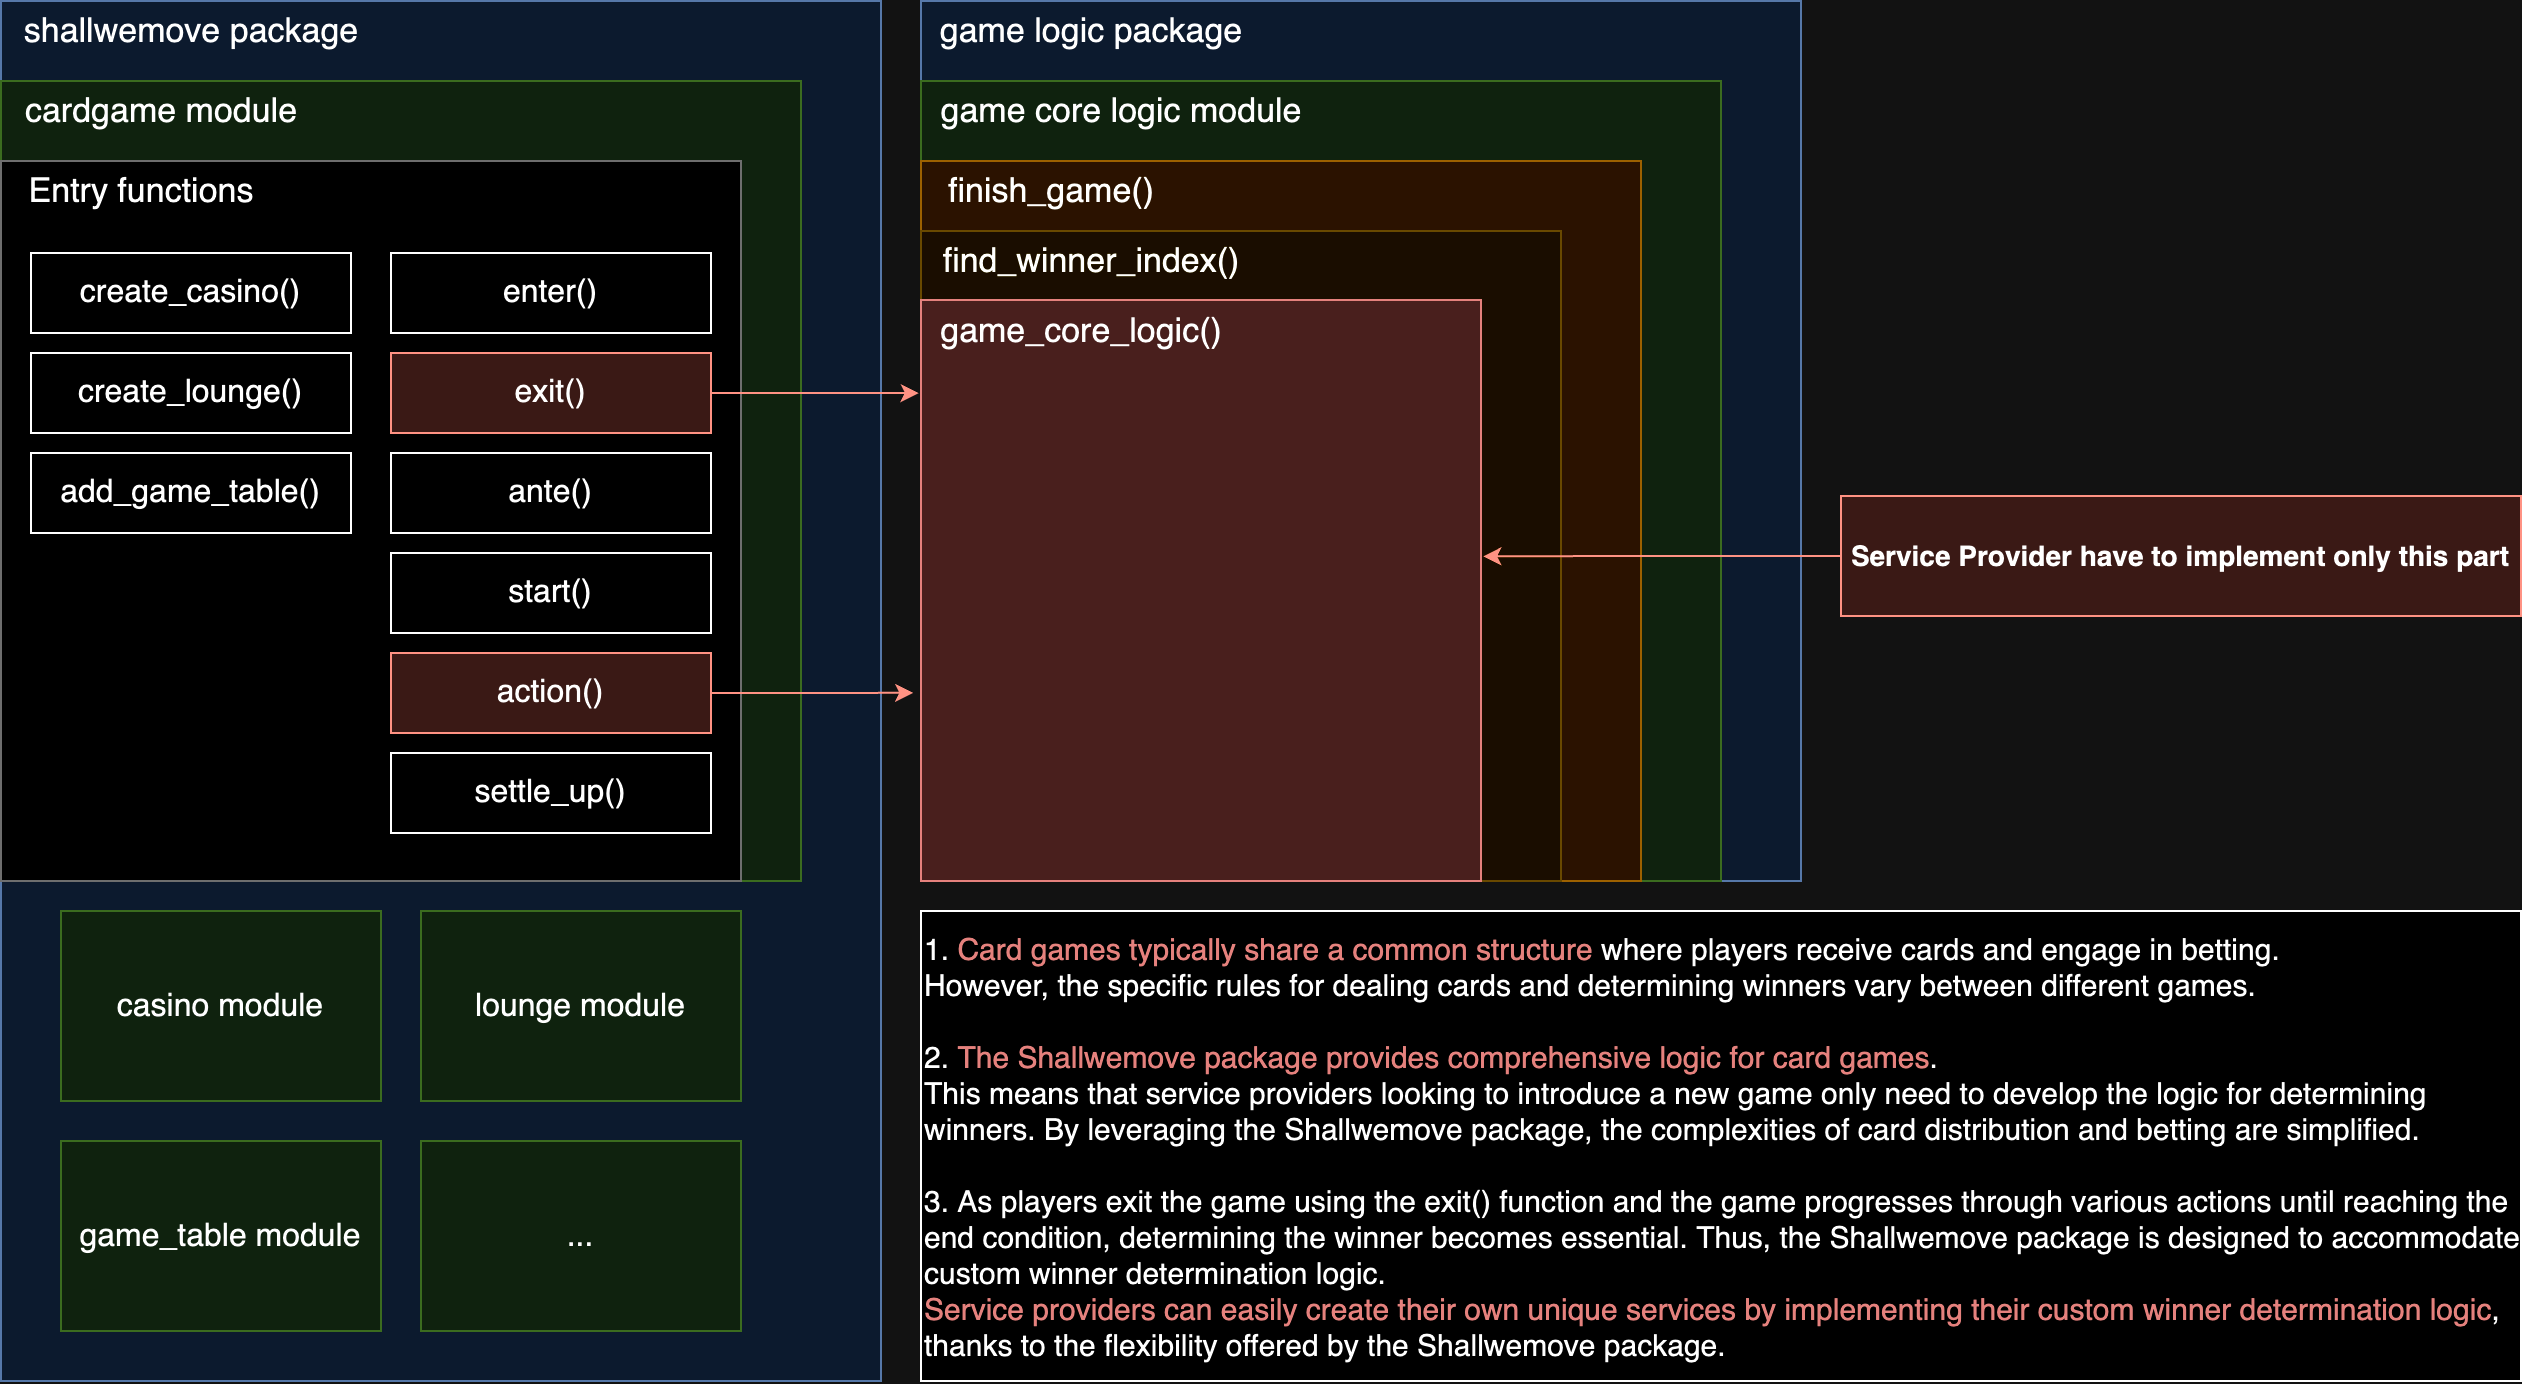 shallwemove package
cardgame module
Entry functions
create_casino()
create_lounge()
add_game_table()
enter()
exit()
ante()
start()
action()
settle_up()
casino module
lounge module
game_table module
...
game logic package
game core logic module
finish_game()
find_winner_index()
game_core_logic()
Service Provider have to implement only this part
1. Card games typically share a common structure where players receive cards and engage in betting.
However, the specific rules for dealing cards and determining winners vary between different games.
2. The Shallwemove package provides comprehensive logic for card games.
This means that service providers looking to introduce a new game only need to develop the logic for determining
winners. By leveraging the Shallwemove package, the complexities of card distribution and betting are simplified.
3. As players exit the game using the exit() function and the game progresses through various actions until reaching the
end condition, determining the winner becomes essential. Thus, the Shallwemove package is designed to accommodate
custom winner determination logic.
Service providers can easily create their own unique services by implementing their custom winner determination logic,
thanks to the flexibility offered by the Shallwemove package.